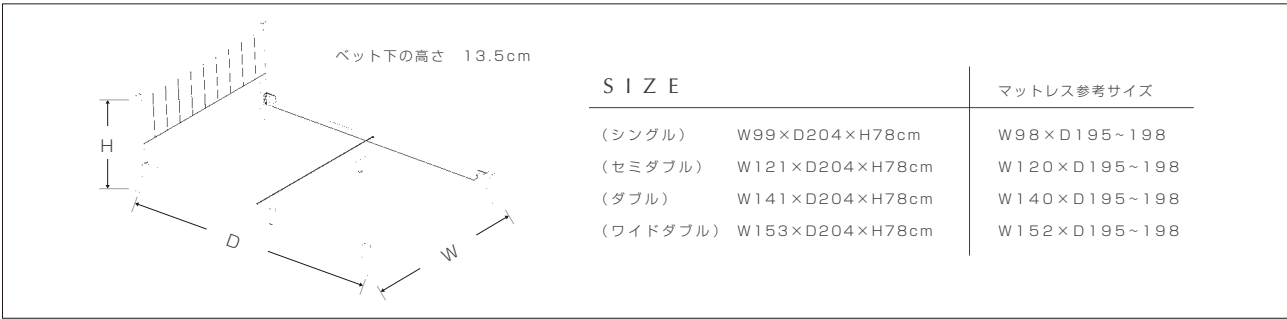 ベット下の高さ 13.5cm
H
D
W
SIZE マットレス参考サイズ
(シングル) W99×D204×H78cm W98×D195~198
(セミダブル) W121×D204×H78cm W120×D195~198
(ダブル) W141×D204×H78cm W140×D195~198
(ワイドダブル) W153×D204×H78cm W152×D195~198